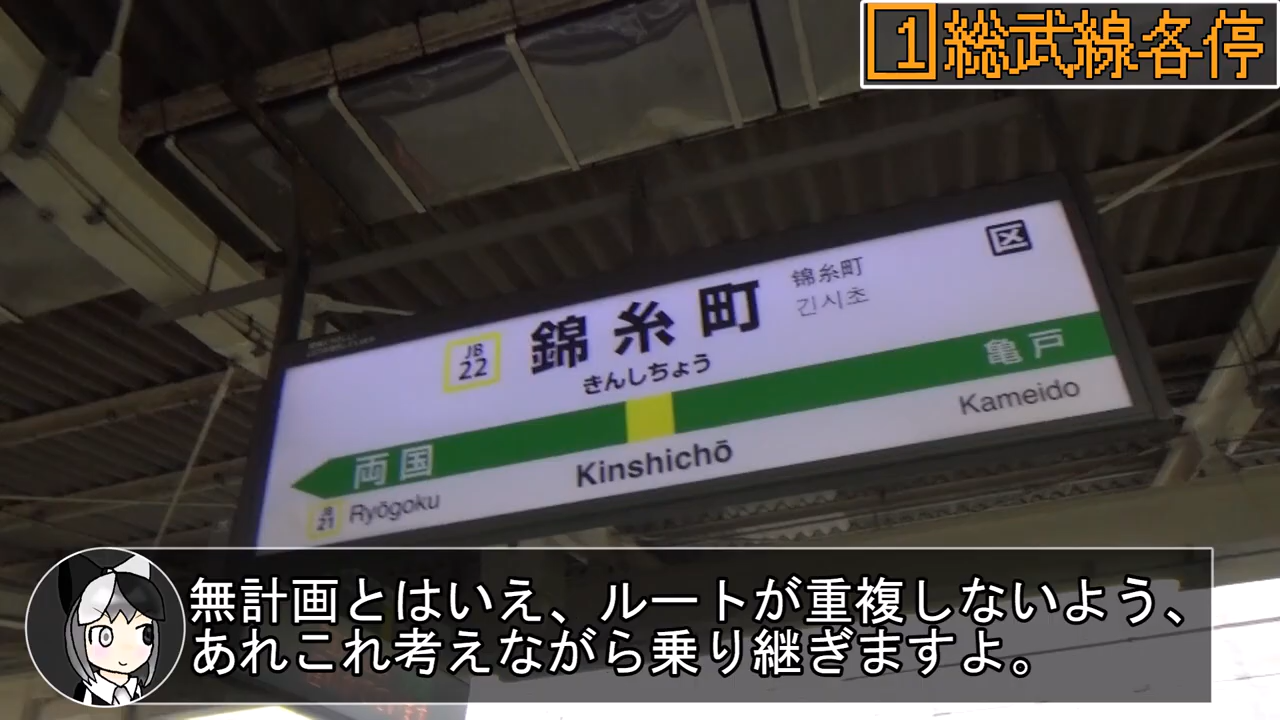 1 総武線各停
区
JB
22
錦糸町
錦糸町
긴시초
きんしちょう
亀戸
両国
Kameido
Kinshichō
JB
21
Ryōgoku
無計画とはいえ、ルートが重複しないよう、
あれこれ考えながら乗り継ぎますよ。